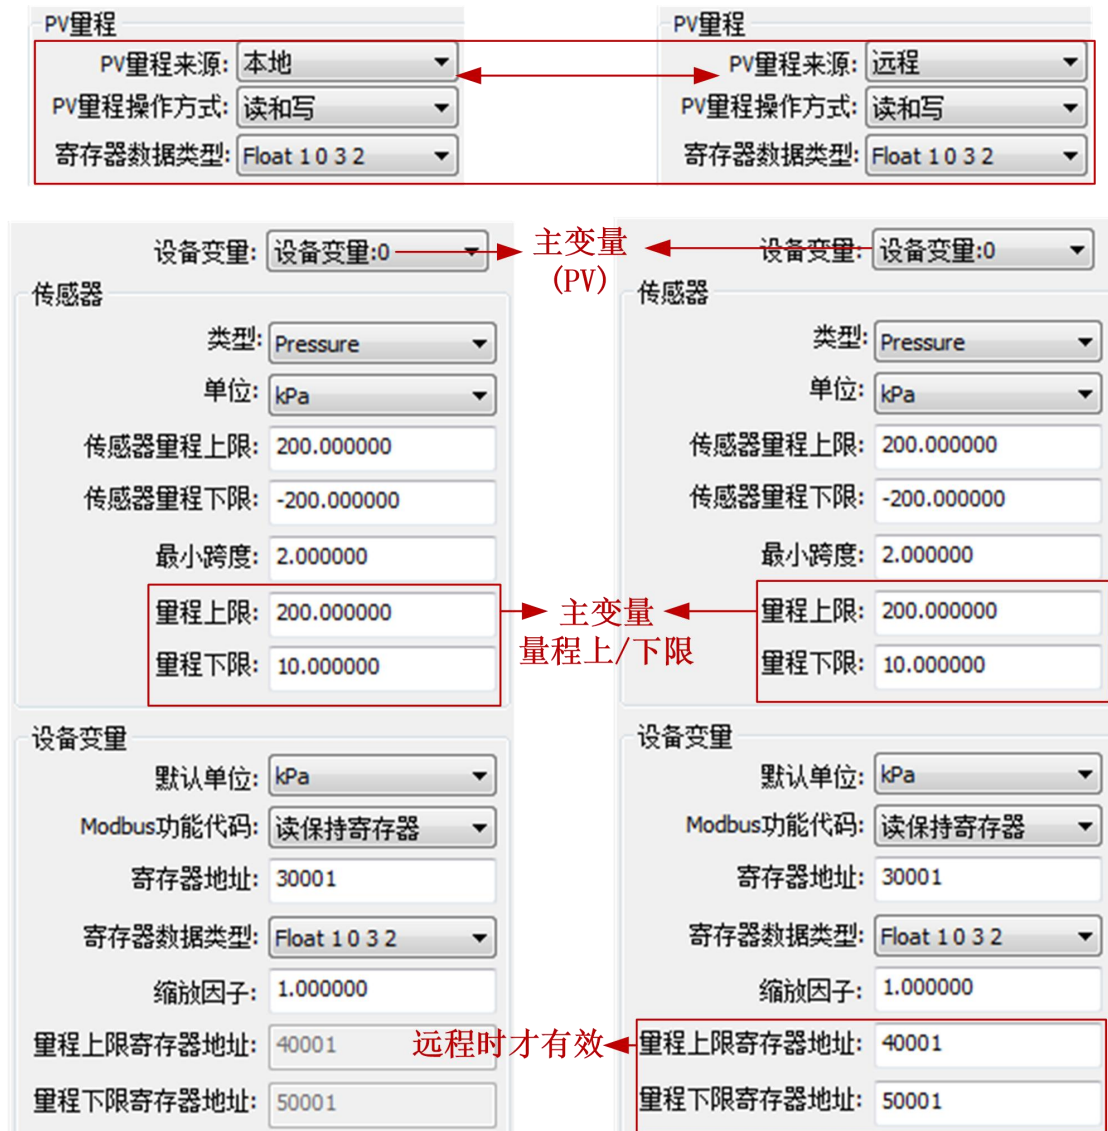 PV量程
PV量程来源: 本地
PV量程操作方式: 读和写
寄存器数据类型: Float 1 0 3 2
PV量程
PV量程来源: 远程
PV量程操作方式: 读和写
寄存器数据类型: Float 1 0 3 2
设备变量: 设备变量:0
传感器
类型: Pressure
单位: kPa
传感器量程上限: 200.000000
传感器量程下限: -200.000000
最小跨度: 2.000000
量程上限: 200.000000
量程下限: 10.000000
设备变量
默认单位: kPa
Modbus功能代码: 读保持寄存器
寄存器地址: 30001
寄存器数据类型: Float 1 0 3 2
缩放因子: 1.000000
量程上限寄存器地址: 40001
量程下限寄存器地址: 50001
主变量
(PV)
主变量
量程上/下限
远程时才有效
设备变量: 设备变量:0
传感器
类型: Pressure
单位: kPa
传感器量程上限: 200.000000
传感器量程下限: -200.000000
最小跨度: 2.000000
量程上限: 200.000000
量程下限: 10.000000
设备变量
默认单位: kPa
Modbus功能代码: 读保持寄存器
寄存器地址: 30001
寄存器数据类型: Float 1 0 3 2
缩放因子: 1.000000
量程上限寄存器地址: 40001
量程下限寄存器地址: 50001